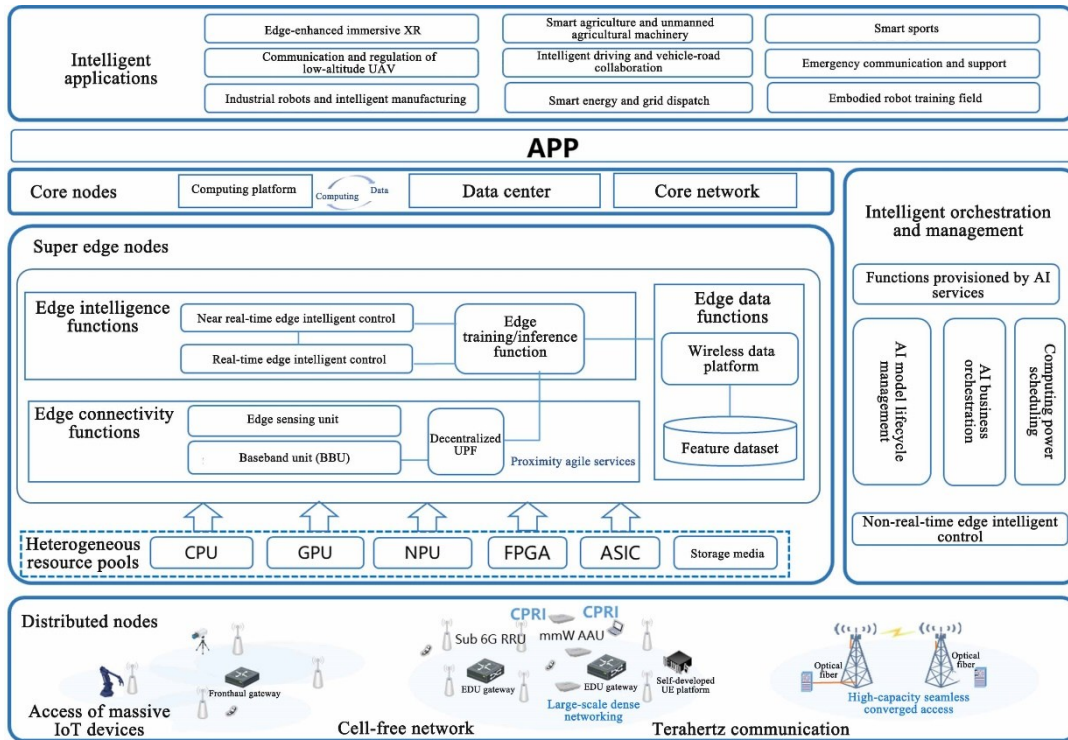 Intelligent
applications
Edge-enhanced immersive XR
Communication and regulation of
low-altitude UAV
Industrial robots and intelligent manufacturing
Smart agriculture and unmanned
agricultural machinery
Intelligent driving and vehicle-road
collaboration
Smart energy and grid dispatch
Smart sports
Emergency communication and support
Embodied robot training field
APP
Core nodes
Computing platform
Computing
Data
Data center
Core network
Super edge nodes
Edge intelligence
functions
Near real-time edge intelligent control
Real-time edge intelligent control
Edge
training/inference
function
Edge connectivity
functions
Edge sensing unit
Baseband unit (BBU)
Decentralized
UPF
Proximity agile services
Edge data
functions
Wireless data
platform
Feature dataset
Heterogeneous
resource pools
CPU
GPU
NPU
FPGA
ASIC
Storage media
Intelligent orchestration
and management
Functions provisioned by AI
services
AI model lifecycle
management
AI business
orchestration
Computing power
scheduling
Non-real-time edge intelligent
control
Distributed nodes
Fronthaul gateway
Access of massive
IoT devices
Cell-free network
CPRI
CPRI
Sub 6G RRU
mmW AAU
EDU gateway
EDU gateway
Self-developed
UE platform
Large-scale dense
networking
Terahertz communication
Optical
fiber
Optical
fiber
High-capacity seamless
converged access